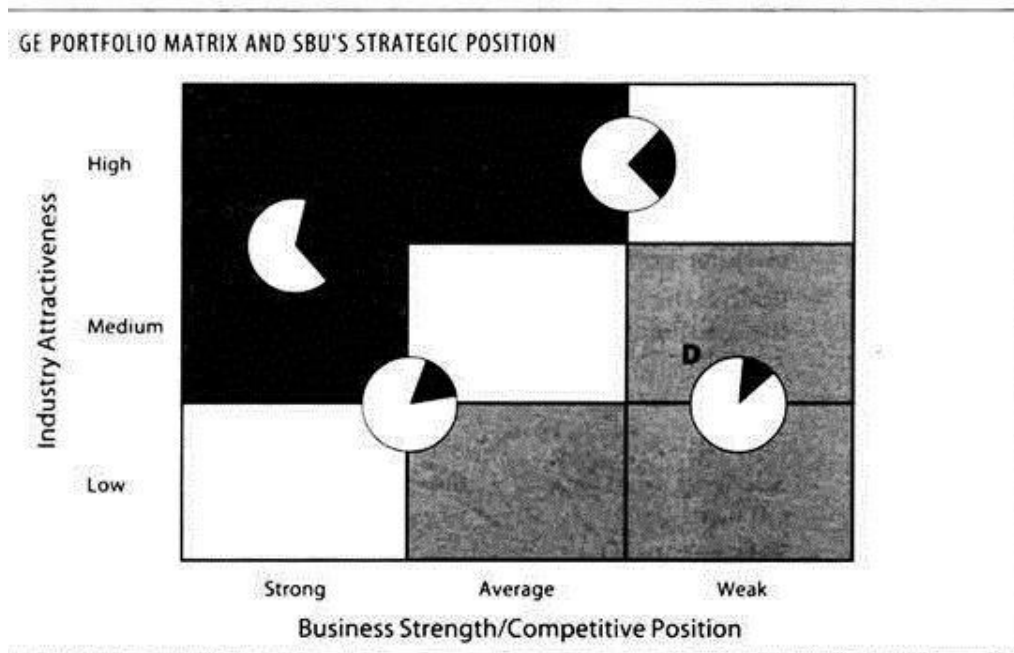 GE PORTFOLIO MATRIX AND SBU'S STRATEGIC POSITION
High
Industry Attractiveness
Medium
D
Low
Strong Average Weak
Business Strength/Competitive Position